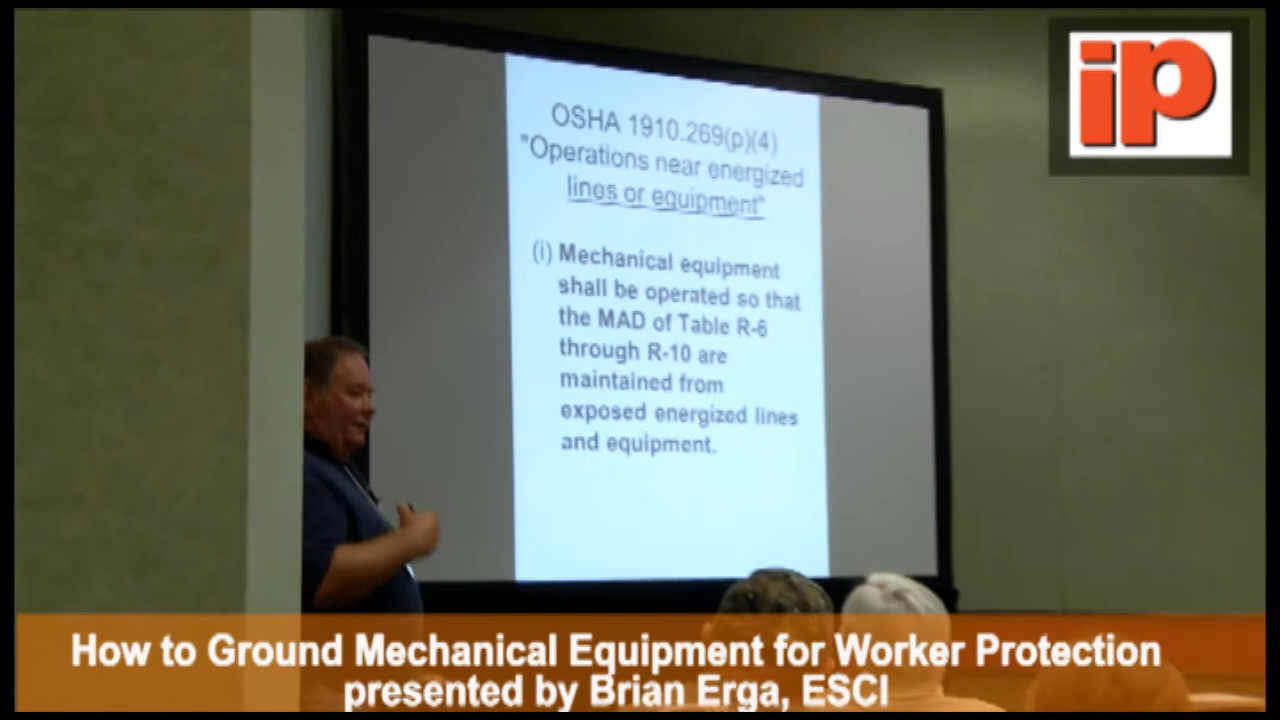 iP
OSHA 1910.269(p)(4)
"Operations near energized
lines or equipment"
(i) Mechanical equipment
shall be operated so that
the MAD of Table R-6
through R-10 are
maintained from
exposed energized lines
and equipment.
How to Ground Mechanical Equipment for Worker Protection
presented by Brian Erga, ESCI